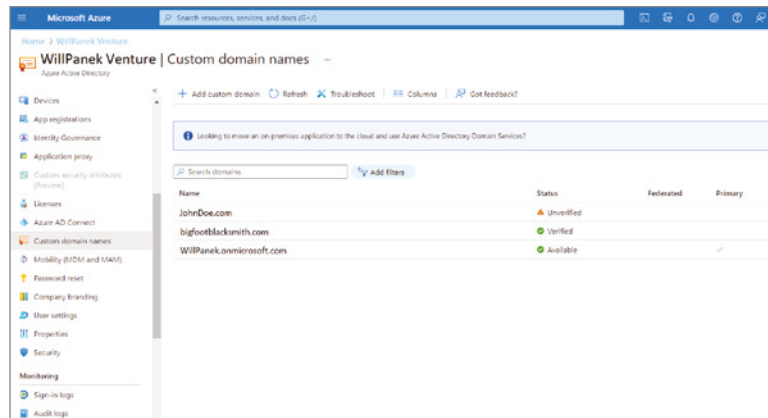 Microsoft Azure
Search resources, services, and docs (G+/)
Home > WillPanek Venture
WillPanek Venture | Custom domain names ...
Azure Active Directory
«
Add custom domain
Refresh
Troubleshoot
Columns
Got feedback?
Devices
App registrations
Identity Governance
Application proxy
Custom security attributes
(Preview)
Licenses
Azure AD Connect
Custom domain names
Mobility (MDM and MAM)
Password reset
Company branding
User settings
Properties
Security
Monitoring
Sign-in logs
Audit logs
Looking to move an on-premises application to the cloud and use Azure Active Directory Domain Services?
Search domains
Add filters
Name Status Federated Primary
JohnDoe.com Unverified
bigfootblacksmith.com Verified
WillPanek.onmicrosoft.com Available